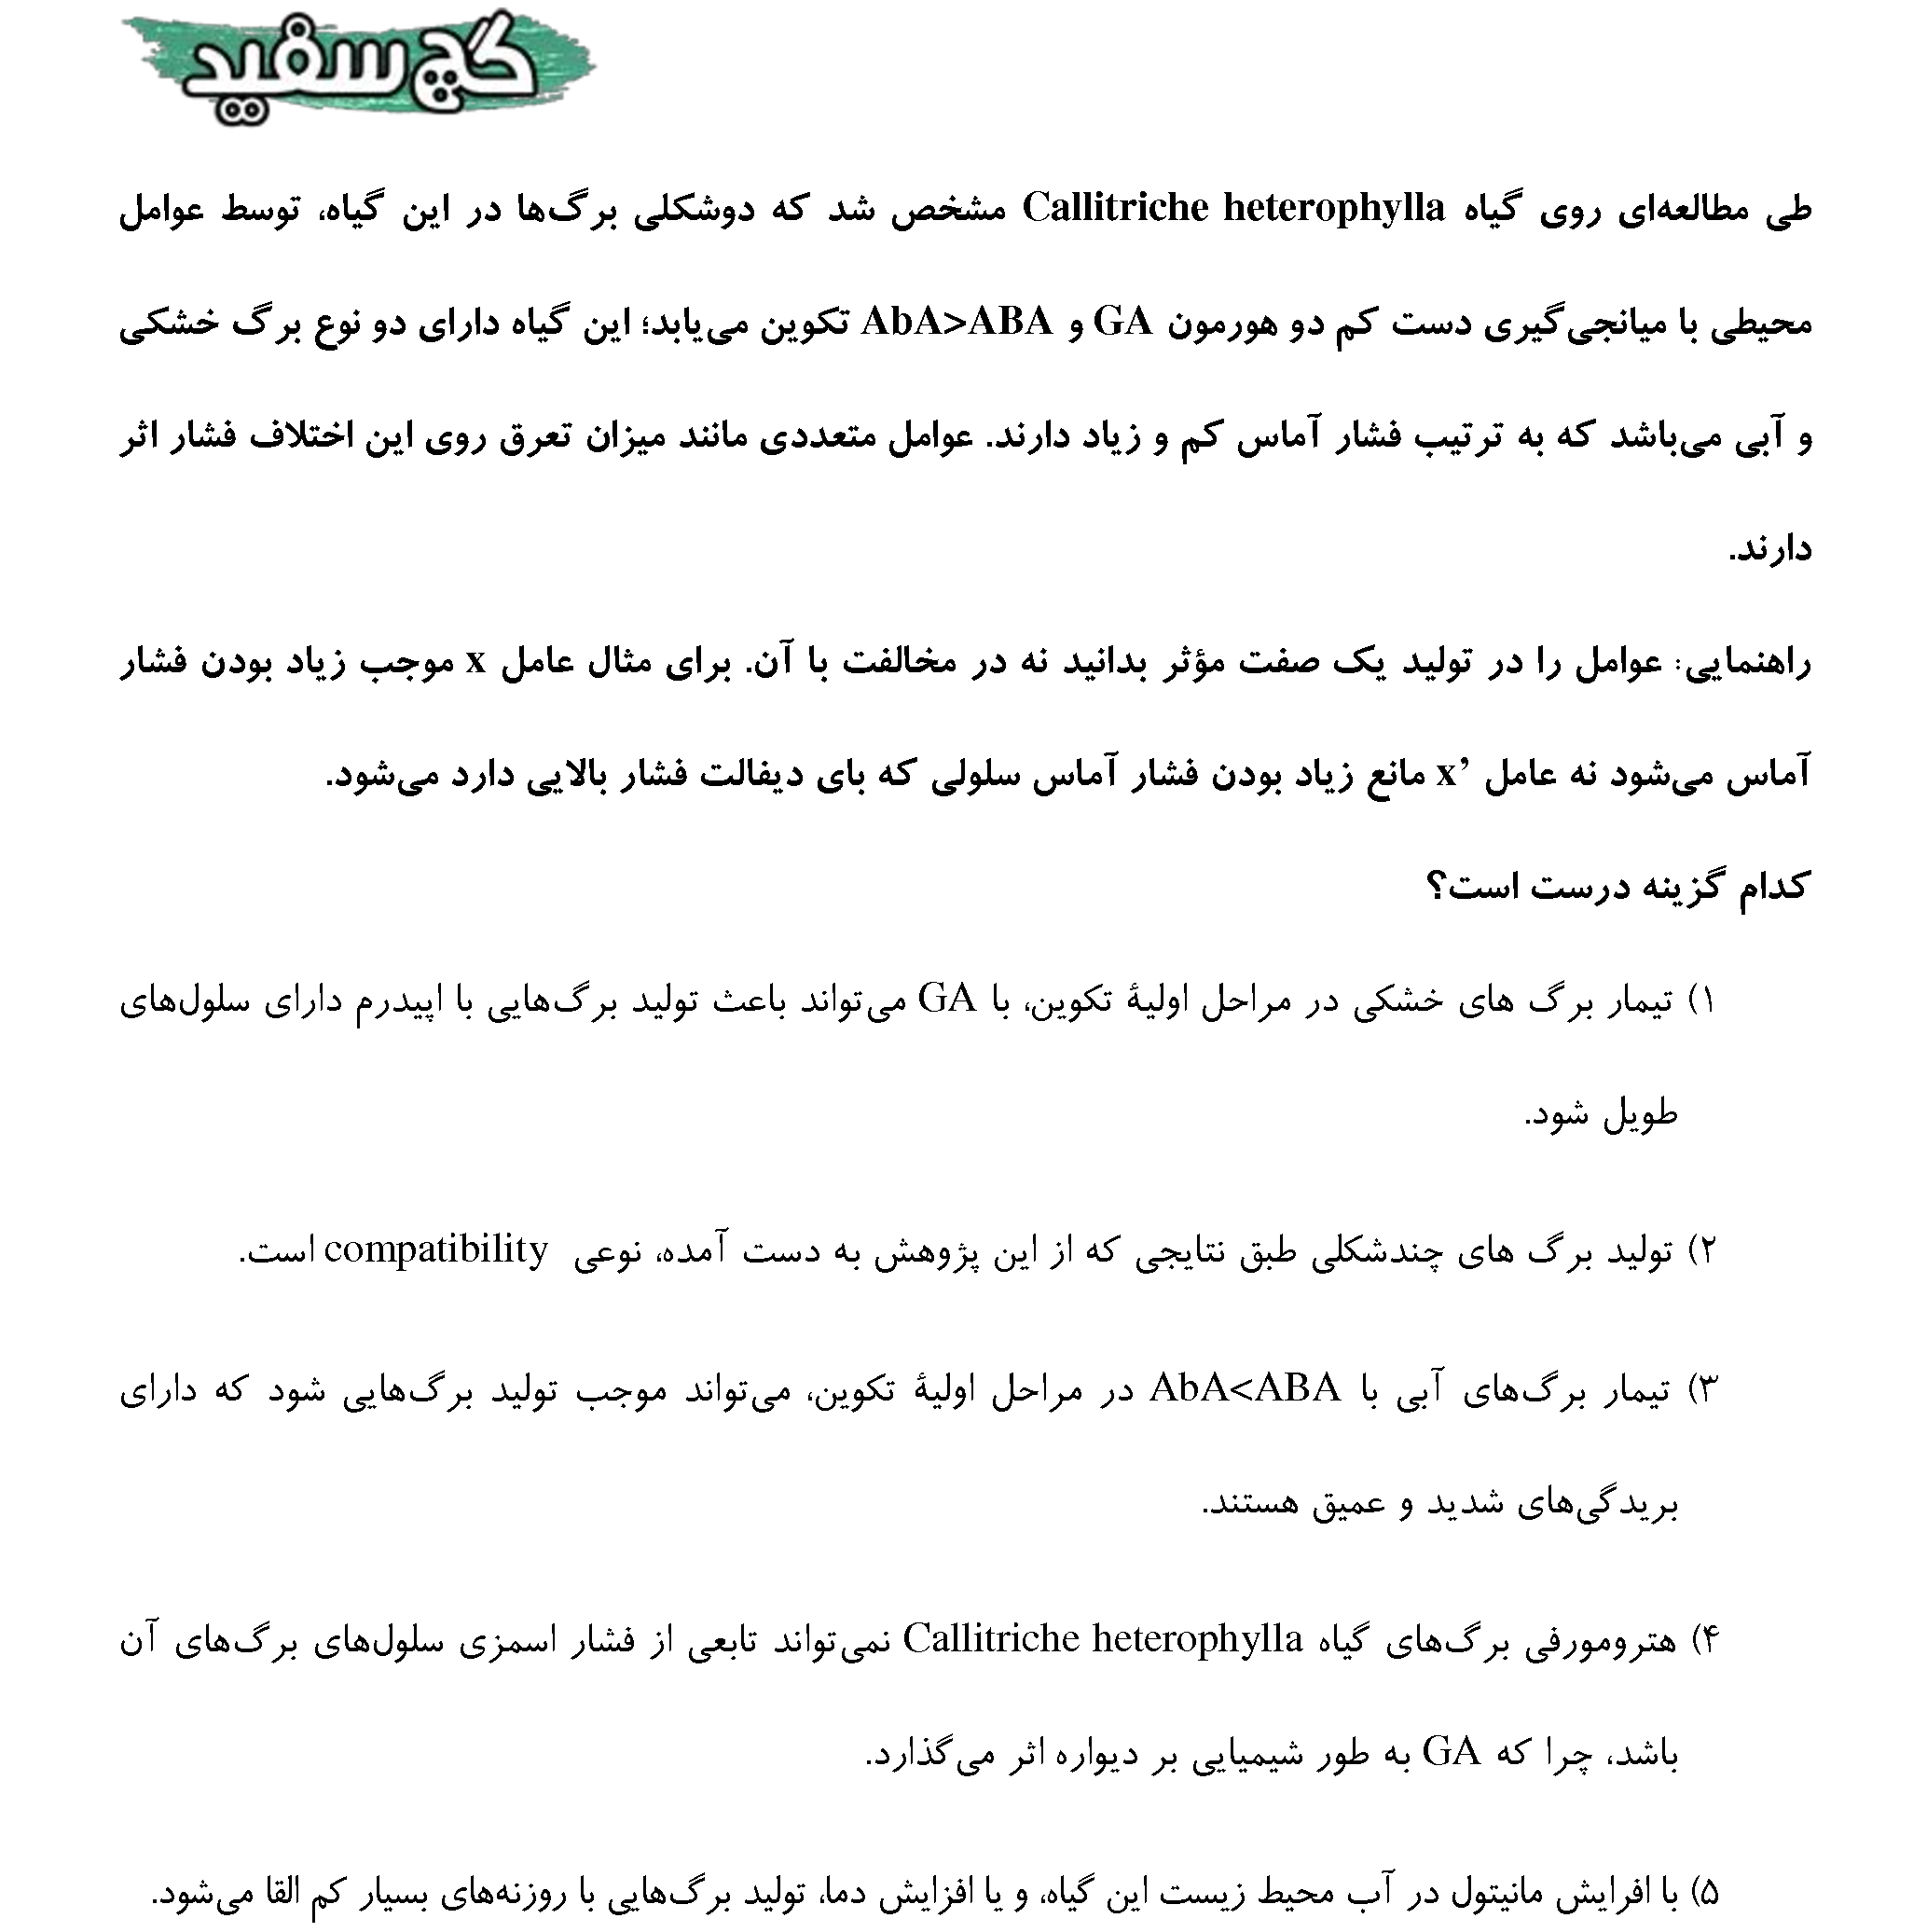 گچ سفید
طی مطالعه‌ای روی گیاه Callitriche heterophylla مشخص شد که دوشکلی برگ‌ها در این گیاه، توسط عوامل
محیطی با میانجی‌گیری دست کم دو هورمون GA و AbA>ABA تکوین می‌یابد؛ این گیاه دارای دو نوع برگ خشکی
و آبی می‌باشد که به ترتیب فشار آماس کم و زیاد دارند. عوامل متعددی مانند میزان تعرق روی این اختلاف فشار اثر
دارند.
راهنمایی: عوامل را در تولید یک صفت مؤثر بدانید نه در مخالفت با آن. برای مثال عامل x موجب زیاد بودن فشار
آماس می‌شود نه عامل x’ مانع زیاد بودن فشار آماس سلولی که بای دیفالت فشار بالایی دارد می‌شود.
کدام گزینه درست است؟
۱) تیمار برگ های خشکی در مراحل اولیۀ تکوین، با GA می‌تواند باعث تولید برگ‌هایی با اپیدرم دارای سلول‌های
طویل شود.
۲) تولید برگ های چندشکلی طبق نتایجی که از این پژوهش به دست آمده، نوعی compatibility است.
۳) تیمار برگ‌های آبی با AbA<ABA در مراحل اولیۀ تکوین، می‌تواند موجب تولید برگ‌هایی شود که دارای
بریدگی‌های شدید و عمیق هستند.
۴) هترومورفی برگ‌های گیاه Callitriche heterophylla نمی‌تواند تابعی از فشار اسمزی سلول‌های برگ‌های آن
باشد، چرا که GA به طور شیمیایی بر دیواره اثر می‌گذارد.
۵) با افرایش مانیتول در آب محیط زیست این گیاه، و یا افزایش دما، تولید برگ‌هایی با روزنه‌های بسیار کم القا می‌شود.